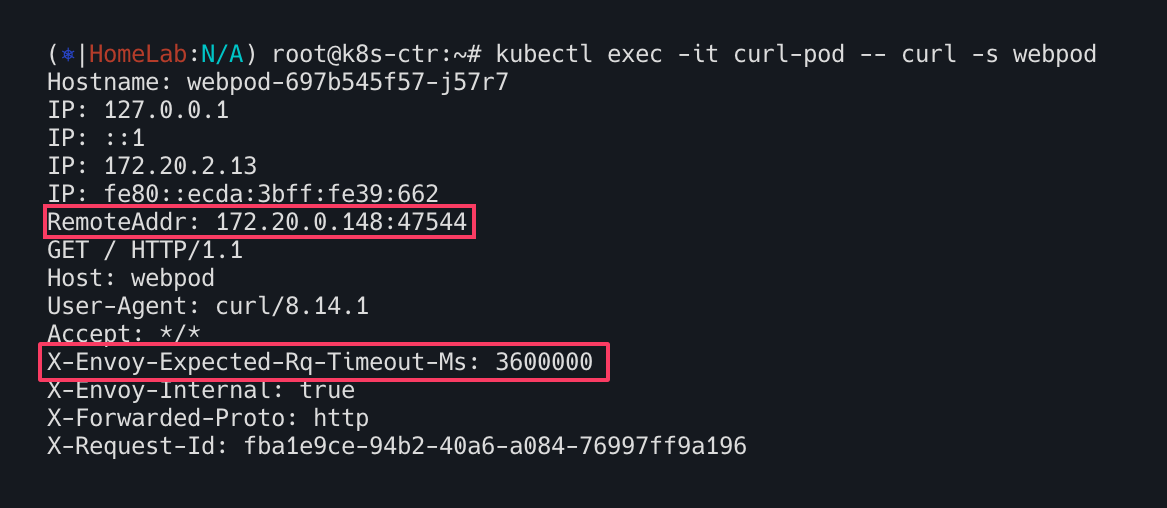 (⎈|HomeLab:N/A) root@k8s-ctr:~# kubectl exec -it curl-pod -- curl -s webpod
Hostname: webpod-697b545f57-j57r7
IP: 127.0.0.1
IP: ::1
IP: 172.20.2.13
IP: fe80::ecda:3bff:fe39:662
RemoteAddr: 172.20.0.148:47544
GET / HTTP/1.1
Host: webpod
User-Agent: curl/8.14.1
Accept: */*
X-Envoy-Expected-Rq-Timeout-Ms: 3600000
X-Envoy-Internal: true
X-Forwarded-Proto: http
X-Request-Id: fba1e9ce-94b2-40a6-a084-76997ff9a196